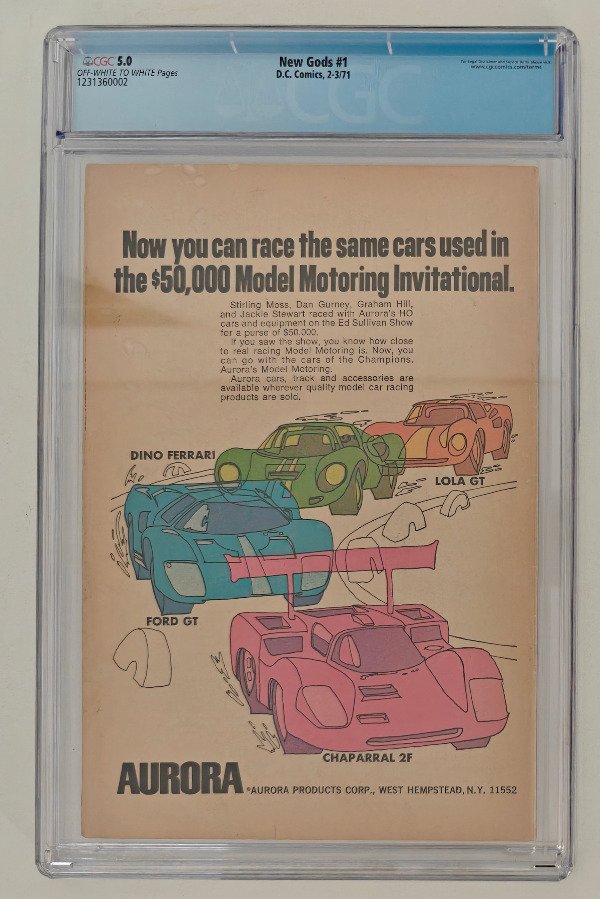 CGC 5.0
OFF-WHITE TO WHITE Pages
1231360002
New Gods #1
D.C. Comics, 2-3/71
www.cgccomics.com/terms
CGC
Now you can race the same cars used in
the $50,000 Model Motoring Invitational.
Stirling Moss, Dan Gurney, Graham Hill,
and Jackie Stewart raced with Aurora's HO
cars and equipment on the Ed Sullivan Show
for a purse of $50,000.
If you saw the show, you know how close
to real racing Model Motoring is. Now, you
can go with the cars of the Champions.
Aurora's Model Motoring.
Aurora cars, track and accessories are
available wherever quality model car racing
products are sold.
DINO FERRARI
LOLA GT
FORD GT
CHAPARRAL 2F
AURORA
®AURORA PRODUCTS CORP., WEST HEMPSTEAD, N.Y. 11552